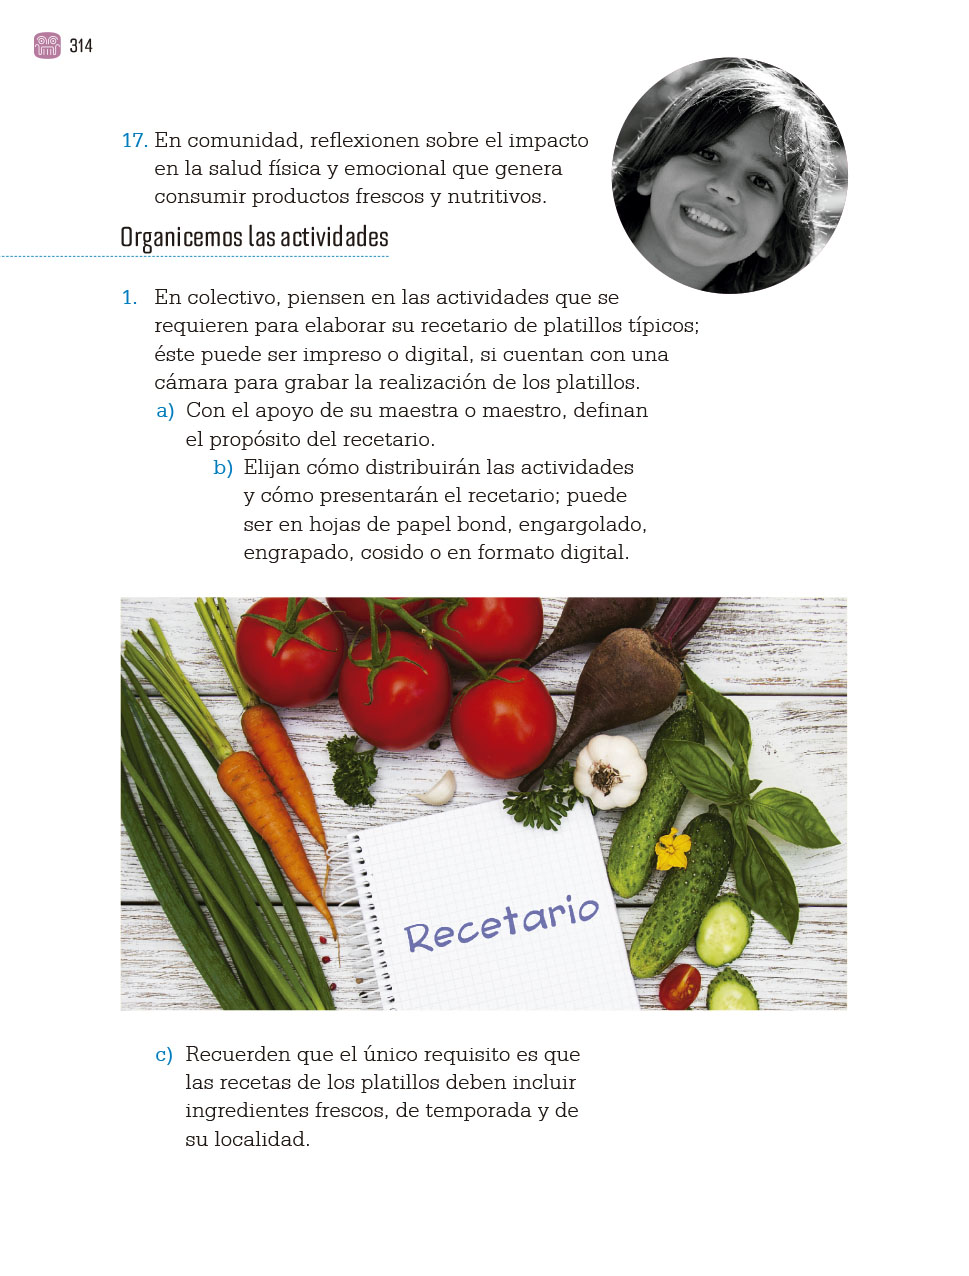 314
17. En comunidad, reflexionen sobre el impacto
en la salud física y emocional que genera
consumir productos frescos y nutritivos.
Organicemos las actividades
1. En colectivo, piensen en las actividades que se
requieren para elaborar su recetario de platillos típicos;
éste puede ser impreso o digital, si cuentan con una
cámara para grabar la realización de los platillos.
a) Con el apoyo de su maestra o maestro, definan
el propósito del recetario.
b) Elijan cómo distribuirán las actividades
y cómo presentarán el recetario; puede
ser en hojas de papel bond, engargolado,
engrapado, cosido o en formato digital.
Recetario
c) Recuerden que el único requisito es que
las recetas de los platillos deben incluir
ingredientes frescos, de temporada y de
su localidad.